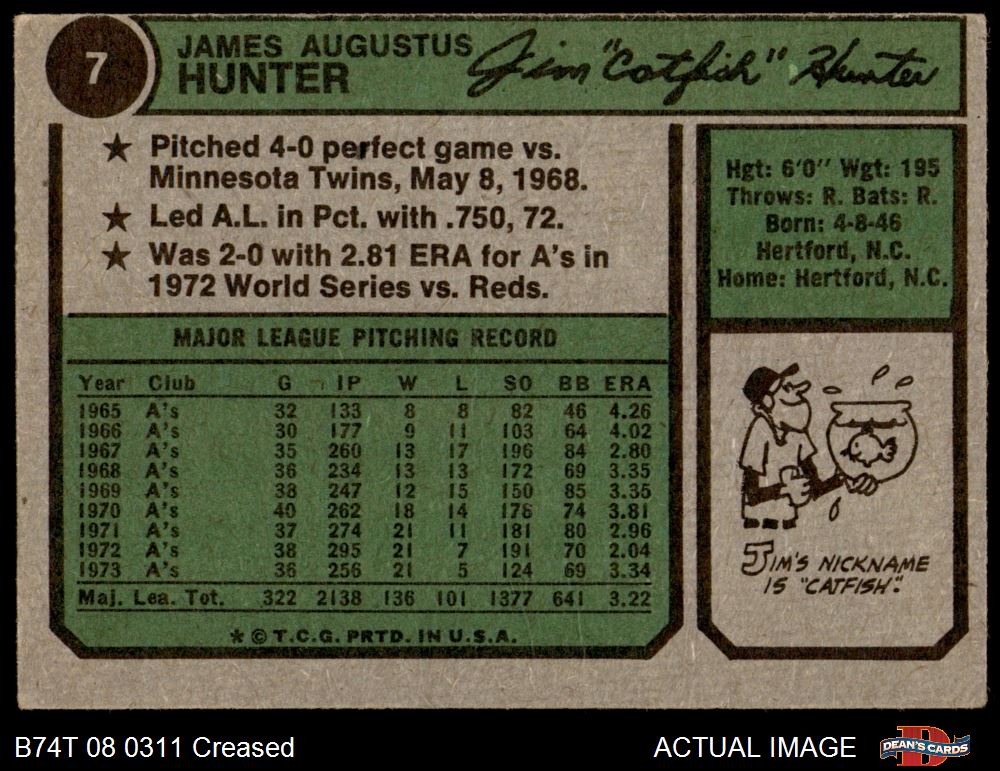 7
JAMES AUGUSTUS
HUNTER
Jim "Catfish" Hunter
★ Pitched 4-0 perfect game vs.
Minnesota Twins, May 8, 1968.
★ Led A.L. in Pct. with .750, 72.
★ Was 2-0 with 2.81 ERA for A's in
1972 World Series vs. Reds.
Hgt: 6'0'' Wgt: 195
Throws: R. Bats: R.
Born: 4-8-46
Hertford, N.C.
Home: Hertford, N.C.
MAJOR LEAGUE PITCHING RECORD
Year Club G IP W L SO BB ERA
1965 A's 32 133 8 8 82 46 4.26
1966 A's 30 177 9 11 103 64 4.02
1967 A's 35 260 13 17 196 84 2.80
1968 A's 36 234 13 13 172 69 3.35
1969 A's 38 247 12 15 150 85 3.35
1970 A's 40 262 18 14 178 74 3.81
1971 A's 37 274 21 11 181 80 2.96
1972 A's 38 295 21 7 191 70 2.04
1973 A's 36 256 21 5 124 69 3.34
Maj. Lea. Tot. 322 2138 136 101 1377 641 3.22
* © T.C.G. PRTD. IN U.S.A.
JIM'S NICKNAME
IS "CATFISH".
B74T 08 0311 Creased
ACTUAL IMAGE
DEAN'S CARDS